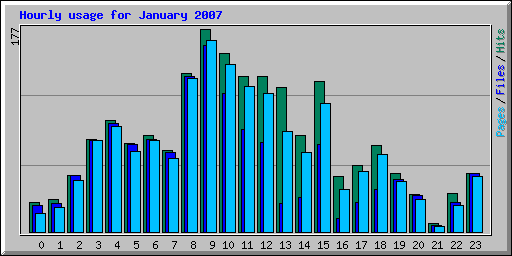 Hourly usage for January 2007
177
Pages/Files/Hits
0 1 2 3 4 5 6 7 8 9 10 11 12 13 14 15 16 17 18 19 20 21 22 23